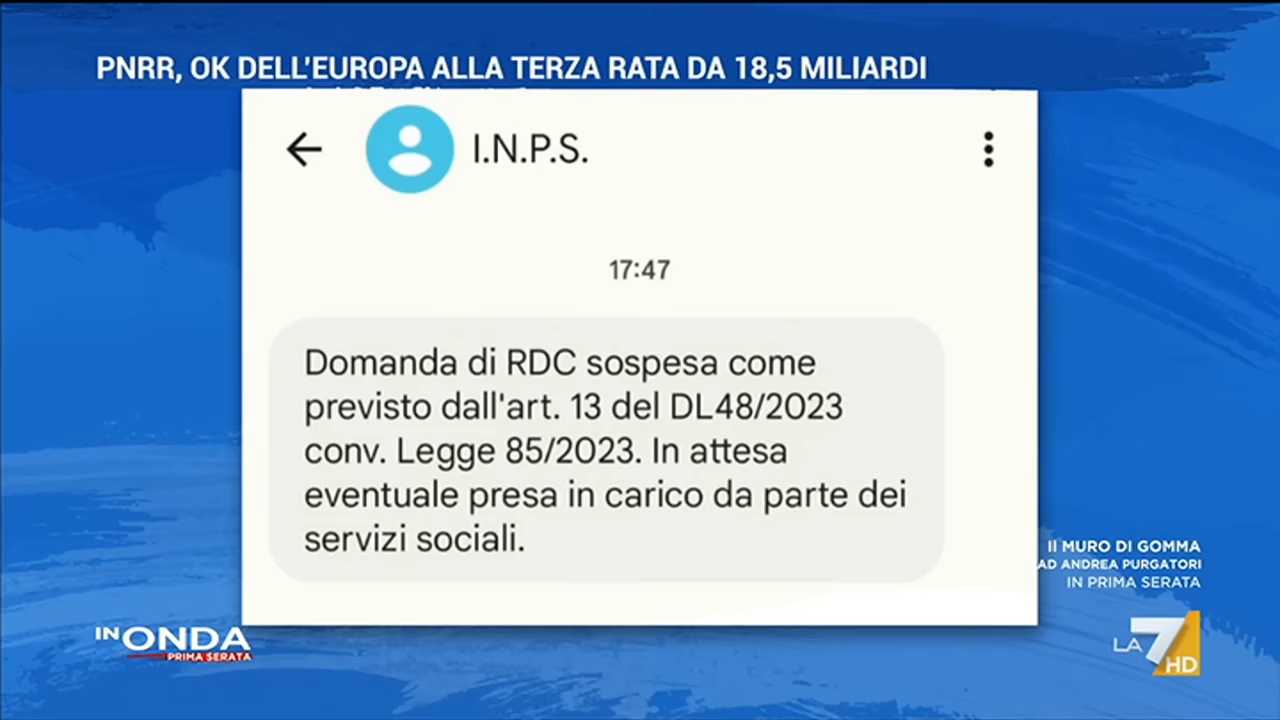 PNRR, OK DELL'EUROPA ALLA TERZA RATA DA 18,5 MILIARDI
I.N.P.S.
17:47
Domanda di RDC sospesa come
previsto dall'art. 13 del DL48/2023
conv. Legge 85/2023. In attesa
eventuale presa in carico da parte dei
servizi sociali.
Il MURO DI GOMMA
AD ANDREA PURGATORI
IN PRIMA SERATA
IN ONDA
PRIMA SERATA
LA 7
HD